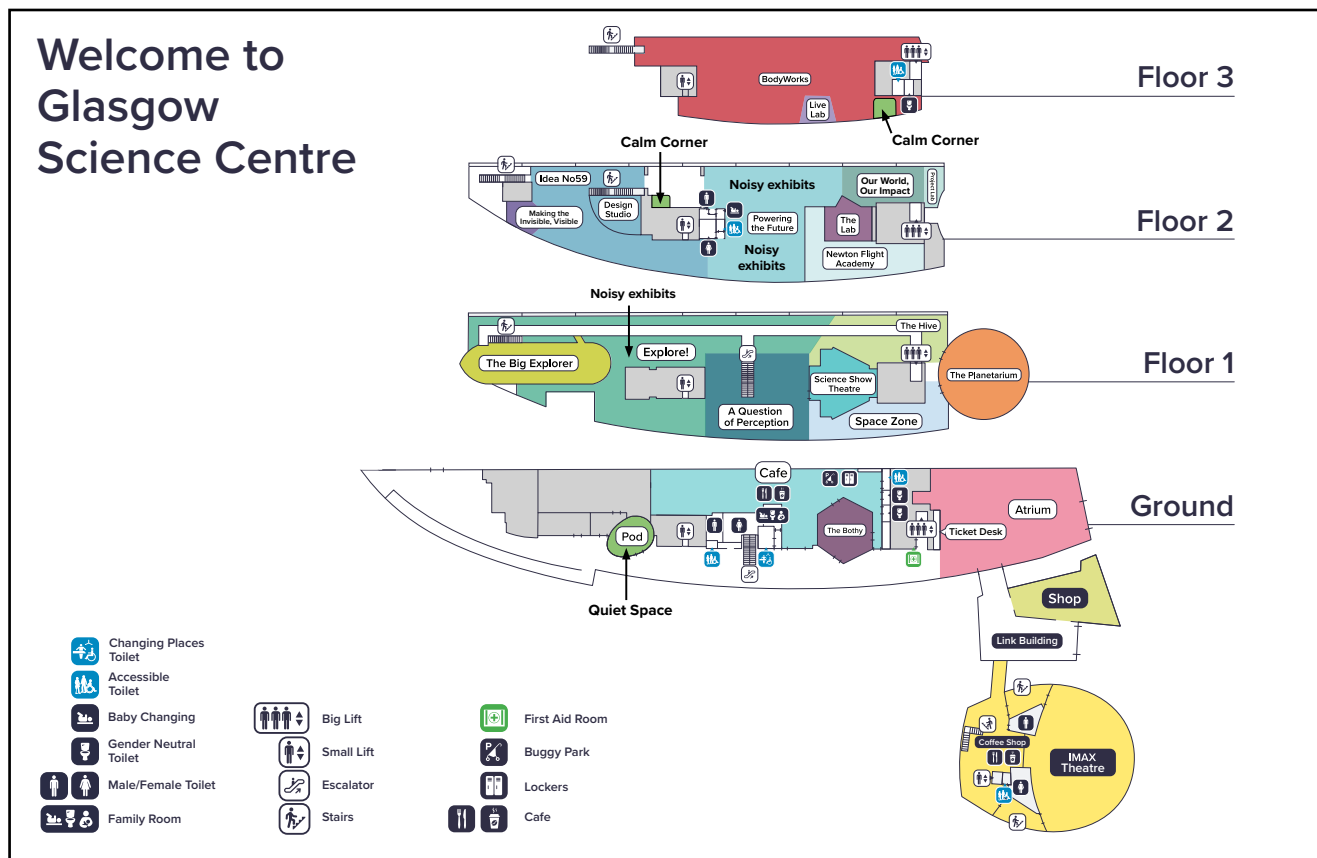 Welcome to
Glasgow
Science Centre
BodyWorks
Live
Lab
Calm Corner
Floor 3
Calm Corner
Idea No59
Noisy exhibits
Our World,
Our Impact
Project Lab
Making the
Invisible, Visible
Design
Studio
Powering
the Future
The
Lab
Noisy
exhibits
Newton Flight
Academy
Floor 2
Noisy exhibits
The Hive
The Big Explorer
Explore!
Science Show
Theatre
The Planetarium
A Question
of Perception
Space Zone
Floor 1
Cafe
P
Pod
The Bothy
Atrium
Ticket Desk
Ground
Quiet Space
Shop
Link Building
Coffee Shop
IMAX
Theatre
Changing Places
Toilet
Accessible
Toilet
Baby Changing
Gender Neutral
Toilet
Male/Female Toilet
Family Room
Big Lift
Small Lift
Escalator
Stairs
First Aid Room
P
Buggy Park
Lockers
Cafe